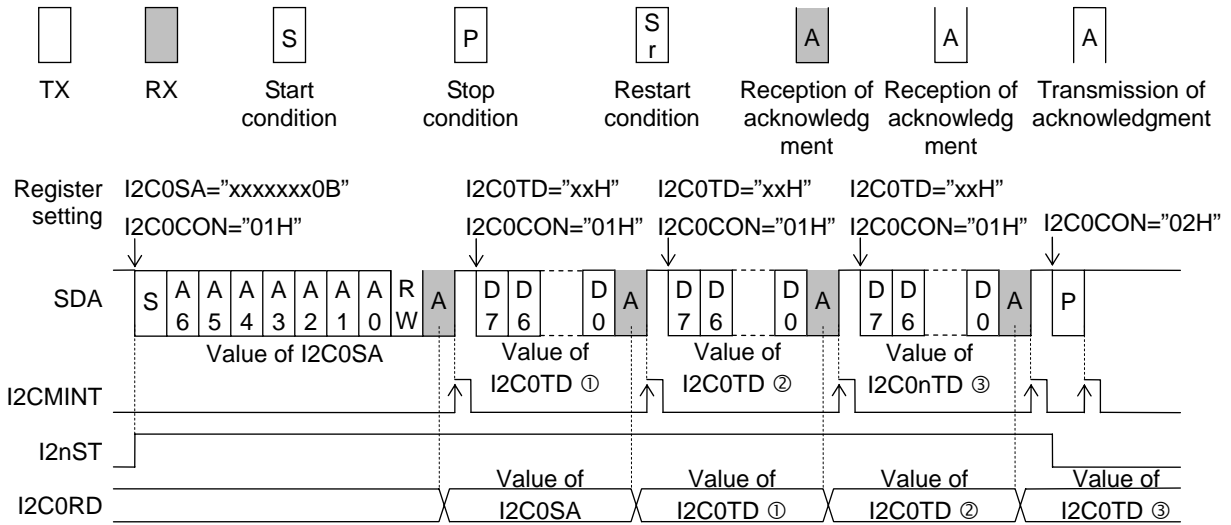 S
P
S
r
A
A
A
TX
RX
Start
condition
Stop
condition
Restart
condition
Reception of
acknowledg
ment
Reception of
acknowledg
ment
Transmission of
acknowledgment
Register
setting
I2C0SA="xxxxxxx0B"
I2C0CON="01H"
I2C0TD="xxH"
I2C0CON="01H"
I2C0TD="xxH"
I2C0CON="01H"
I2C0TD="xxH"
I2C0CON="01H"
I2C0CON="02H"
SDA
S
A
6
A
5
A
4
A
3
A
2
A
1
A
0
R
W
A
D
7
D
6
D
0
A
D
7
D
6
D
0
A
D
7
D
6
D
0
A
P
Value of I2C0SA
Value of
I2C0TD ①
Value of
I2C0TD ②
Value of
I2C0nTD ③
I2CMINT
I2nST
I2C0RD
Value of
I2C0SA
Value of
I2C0TD ①
Value of
I2C0TD ②
Value of
I2C0TD ③